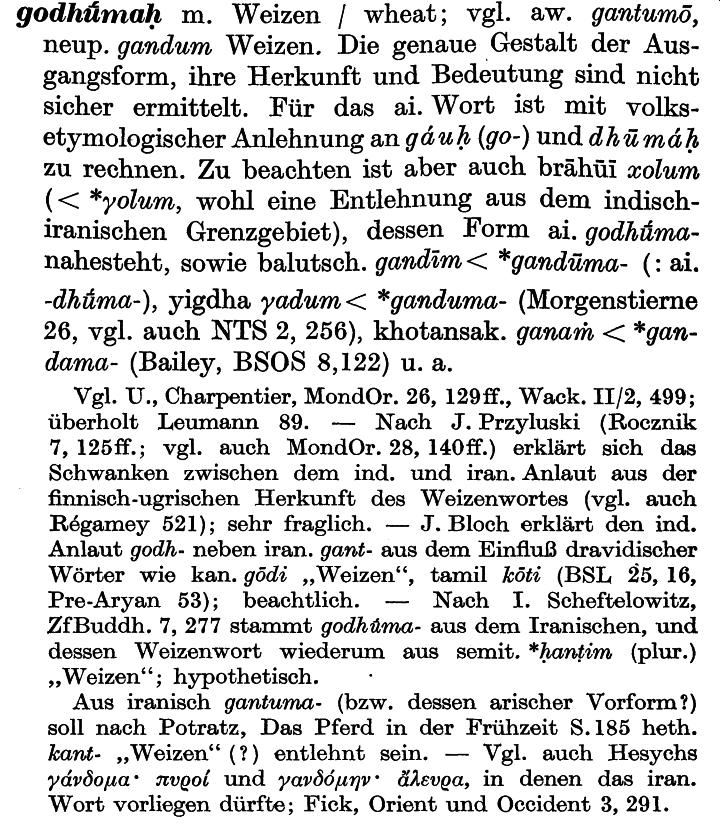 godhū́maḥ m. Weizen / wheat; vgl. aw. gantumō,
neup. gandum Weizen. Die genaue Gestalt der Aus-
gangsform, ihre Herkunft und Bedeutung sind nicht
sicher ermittelt. Für das ai. Wort ist mit volks-
etymologischer Anlehnung an gáuḥ (go-) und dhūmáḥ
zu rechnen. Zu beachten ist aber auch brāhūī xolum
(< *γolum, wohl eine Entlehnung aus dem indisch-
iranischen Grenzgebiet), dessen Form ai. godhū́ma-
nahesteht, sowie balutsch. gandīm < *gandūma- (: ai.
-dhū́ma-), yigdha γadum < *ganduma- (Morgenstierne
26, vgl. auch NTS 2, 256), khotansak. ganaṁ < *gan-
dama- (Bailey, BSOS 8,122) u. a.
Vgl. U., Charpentier, MondOr. 26, 129ff., Wack. II/2, 499;
überholt Leumann 89. — Nach J. Przyluski (Rocznik
7, 125ff.; vgl. auch MondOr. 28, 140ff.) erklärt sich das
Schwanken zwischen dem ind. und iran. Anlaut aus der
finnisch-ugrischen Herkunft des Weizenwortes (vgl. auch
Régamey 521); sehr fraglich. — J. Bloch erklärt den ind.
Anlaut godh- neben iran. gant- aus dem Einfluß dravidischer
Wörter wie kan. gōdi „Weizen“, tamil kōti (BSL 25, 16,
Pre-Aryan 53); beachtlich. — Nach I. Scheftelowitz,
ZfBuddh. 7, 277 stammt godhū́ma- aus dem Iranischen, und
dessen Weizenwort wiederum aus semit. *ḥanṭim (plur.)
„Weizen“; hypothetisch.
Aus iranisch gantuma- (bzw. dessen arischer Vorform?)
soll nach Potratz, Das Pferd in der Frühzeit S. 185 heth.
kant- „Weizen“ (?) entlehnt sein. — Vgl. auch Hesychs
γάνδομα· πυροί und γανδόμην· ἄλευρα, in denen das iran.
Wort vorliegen dürfte; Fick, Orient und Occident 3, 291.